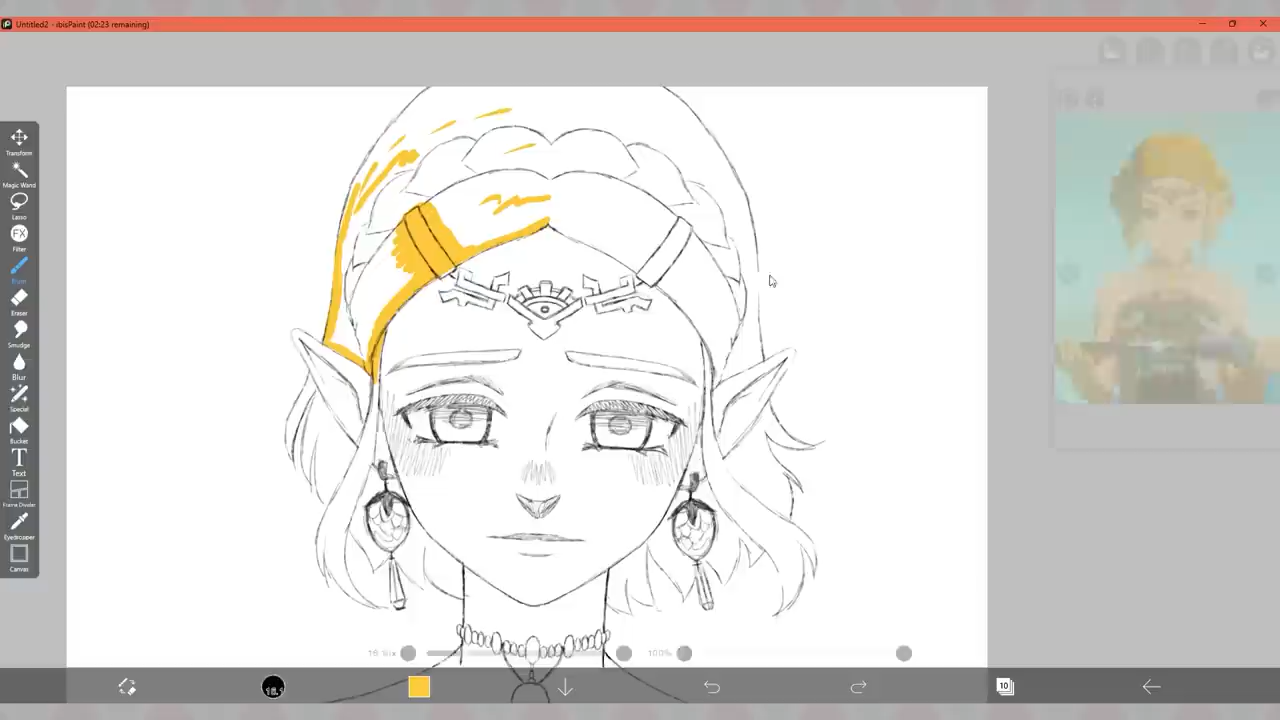 Untitled2 - ibisPaint (02:23 remaining)
Transform
Magic Wand
Lasso
FX
Filter
Brush
Eraser
Smudge
Blur
Special
Bucket
T
Text
Frame Divider
Eyedropper
Canvas
100%
10